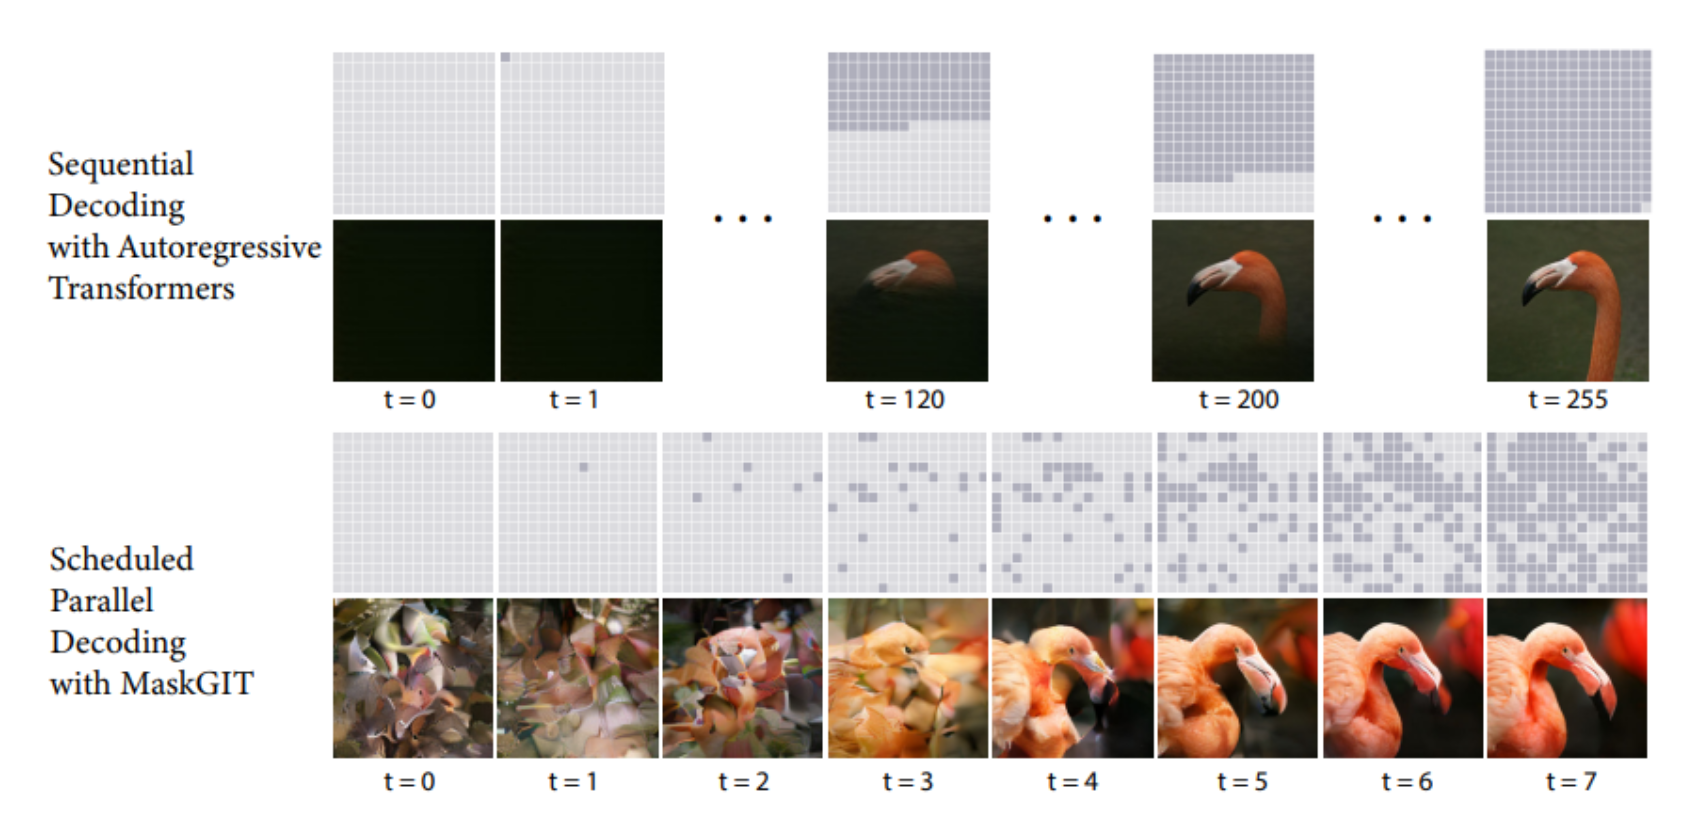 Sequential
Decoding
with Autoregressive
Transformers
. . .
. . .
. . .
t = 0
t = 1
t = 120
t = 200
t = 255
Scheduled
Parallel
Decoding
with MaskGIT
t = 0
t = 1
t = 2
t = 3
t = 4
t = 5
t = 6
t = 7